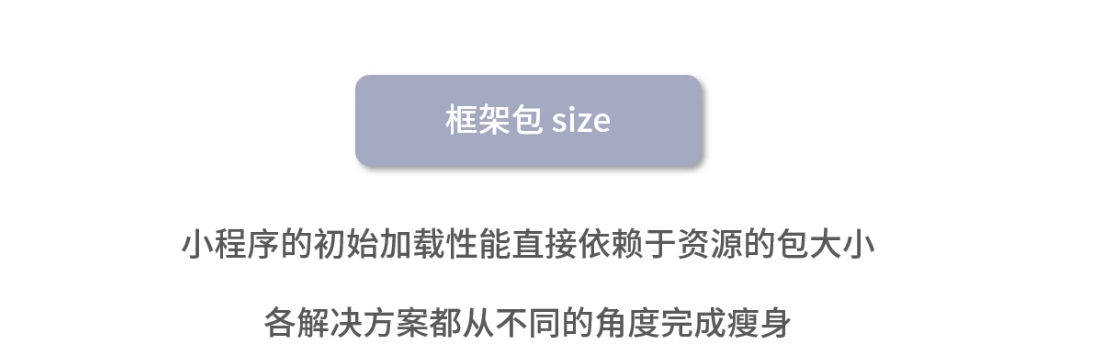 框架包 size
小程序的初始加载性能直接依赖于资源的包大小
各解决方案都从不同的角度完成瘦身